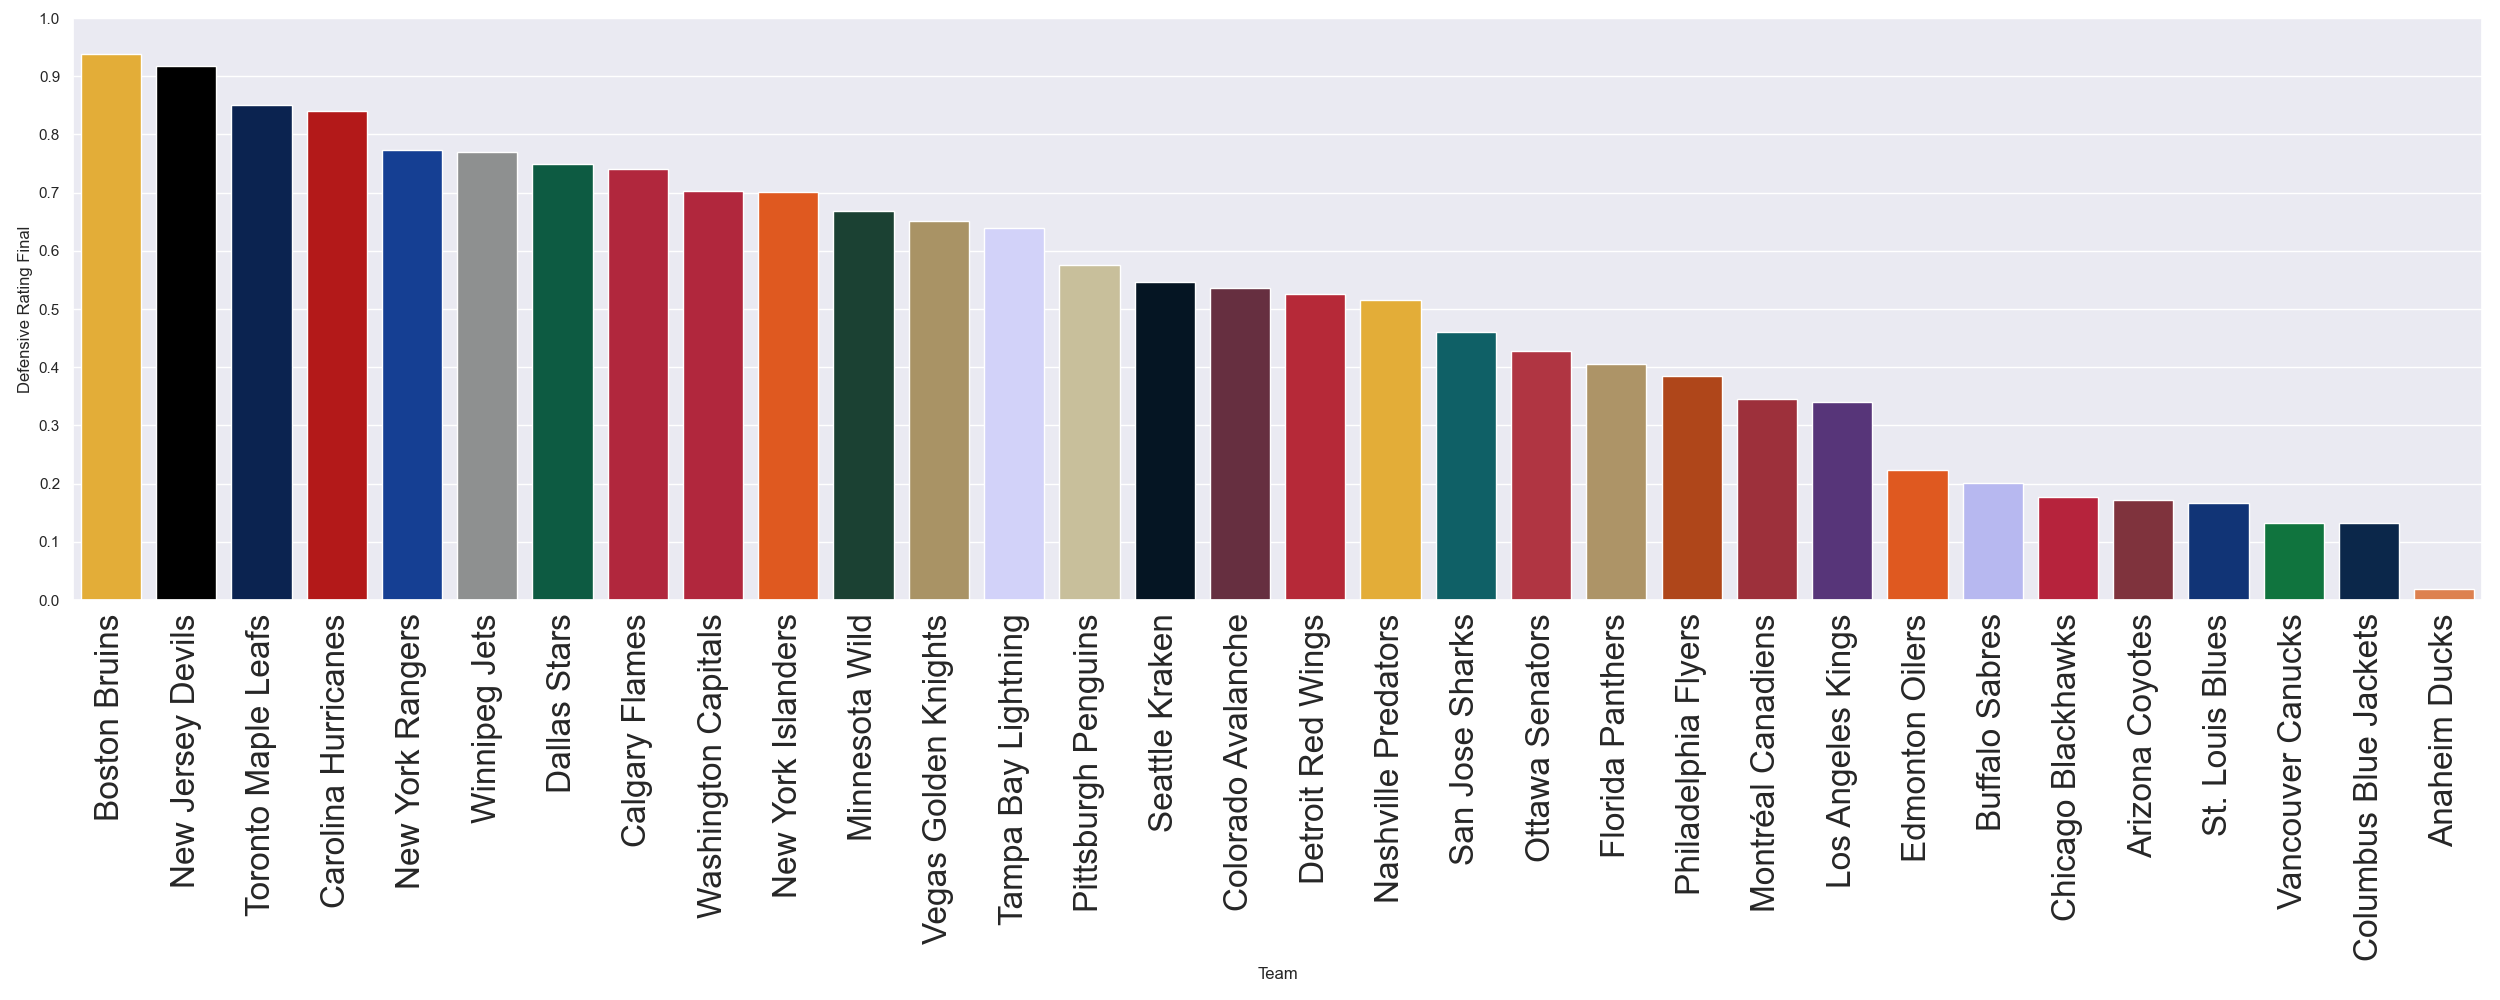 1.0
0.9
0.8
0.7
0.6
0.5
0.4
0.3
0.2
0.1
0.0
Defensive Rating Final
Boston Bruins
New Jersey Devils
Toronto Maple Leafs
Carolina Hurricanes
New York Rangers
Winnipeg Jets
Dallas Stars
Calgary Flames
Washington Capitals
New York Islanders
Minnesota Wild
Vegas Golden Knights
Tampa Bay Lightning
Pittsburgh Penguins
Seattle Kraken
Colorado Avalanche
Detroit Red Wings
Nashville Predators
San Jose Sharks
Ottawa Senators
Florida Panthers
Philadelphia Flyers
Montréal Canadiens
Los Angeles Kings
Edmonton Oilers
Buffalo Sabres
Chicago Blackhawks
Arizona Coyotes
St. Louis Blues
Vancouver Canucks
Columbus Blue Jackets
Anaheim Ducks
Team